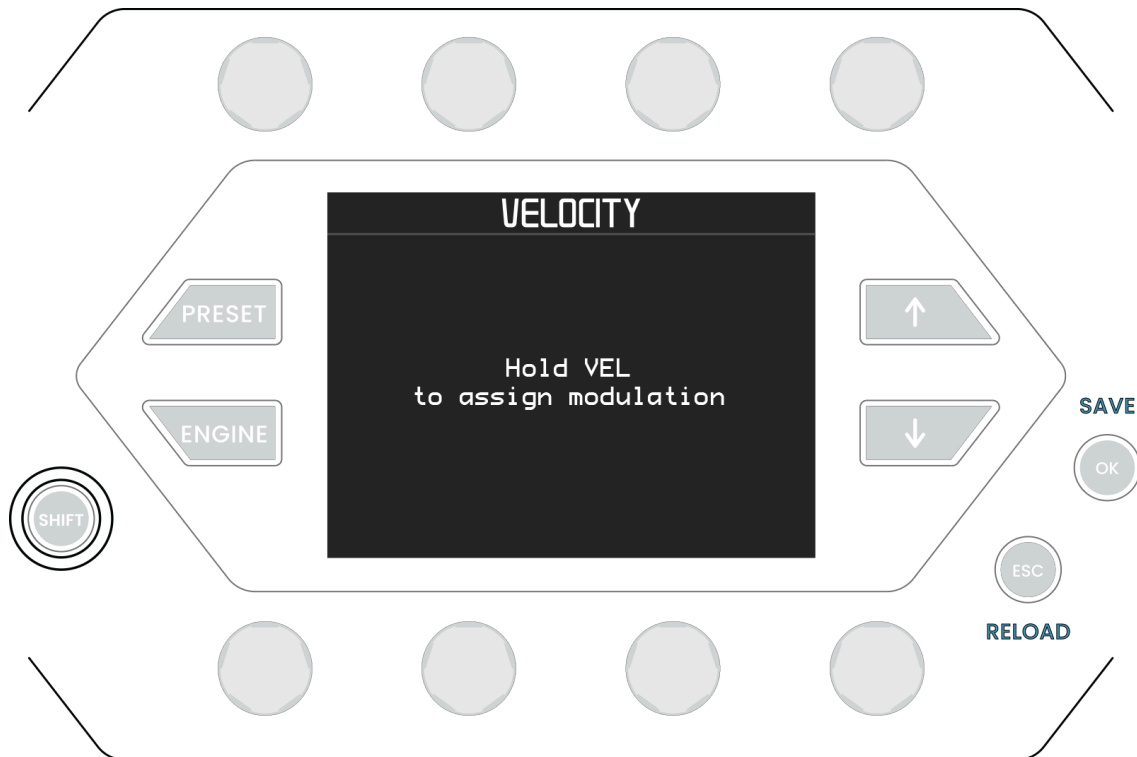 VELOCITY
PRESET
↑
Hold VEL
to assign modulation
SAVE
ENGINE
↓
OK
SHIFT
ESC
RELOAD